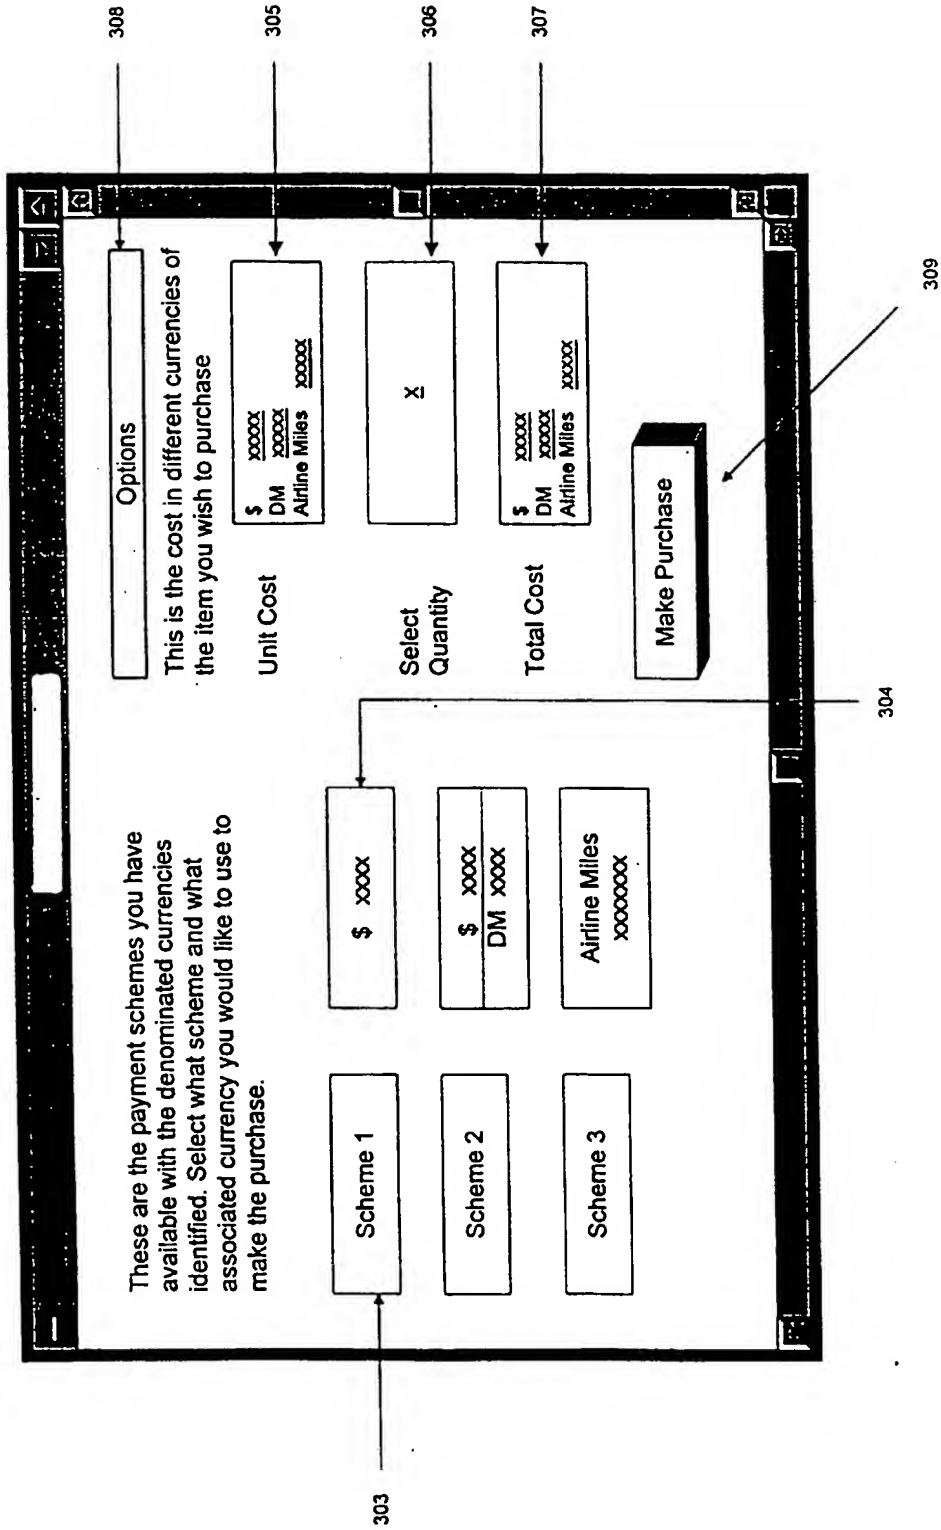 308
305
306
307
Options
This is the cost in different currencies of
the item you wish to purchase
Unit Cost
$ xxxxx
DM xxxxx
Airline Miles xxxxx
Select
Quantity
x
Total Cost
$ xxxxx
DM xxxxx
Airline Miles xxxxx
Make Purchase
309
These are the payment schemes you have
available with the denominated currencies
identified. Select what scheme and what
associated currency you would like to use to
make the purchase.
Scheme 1
$ xxxx
Scheme 2
$ xxxx
DM xxxx
Scheme 3
Airline Miles
xxxxxxx
304
303